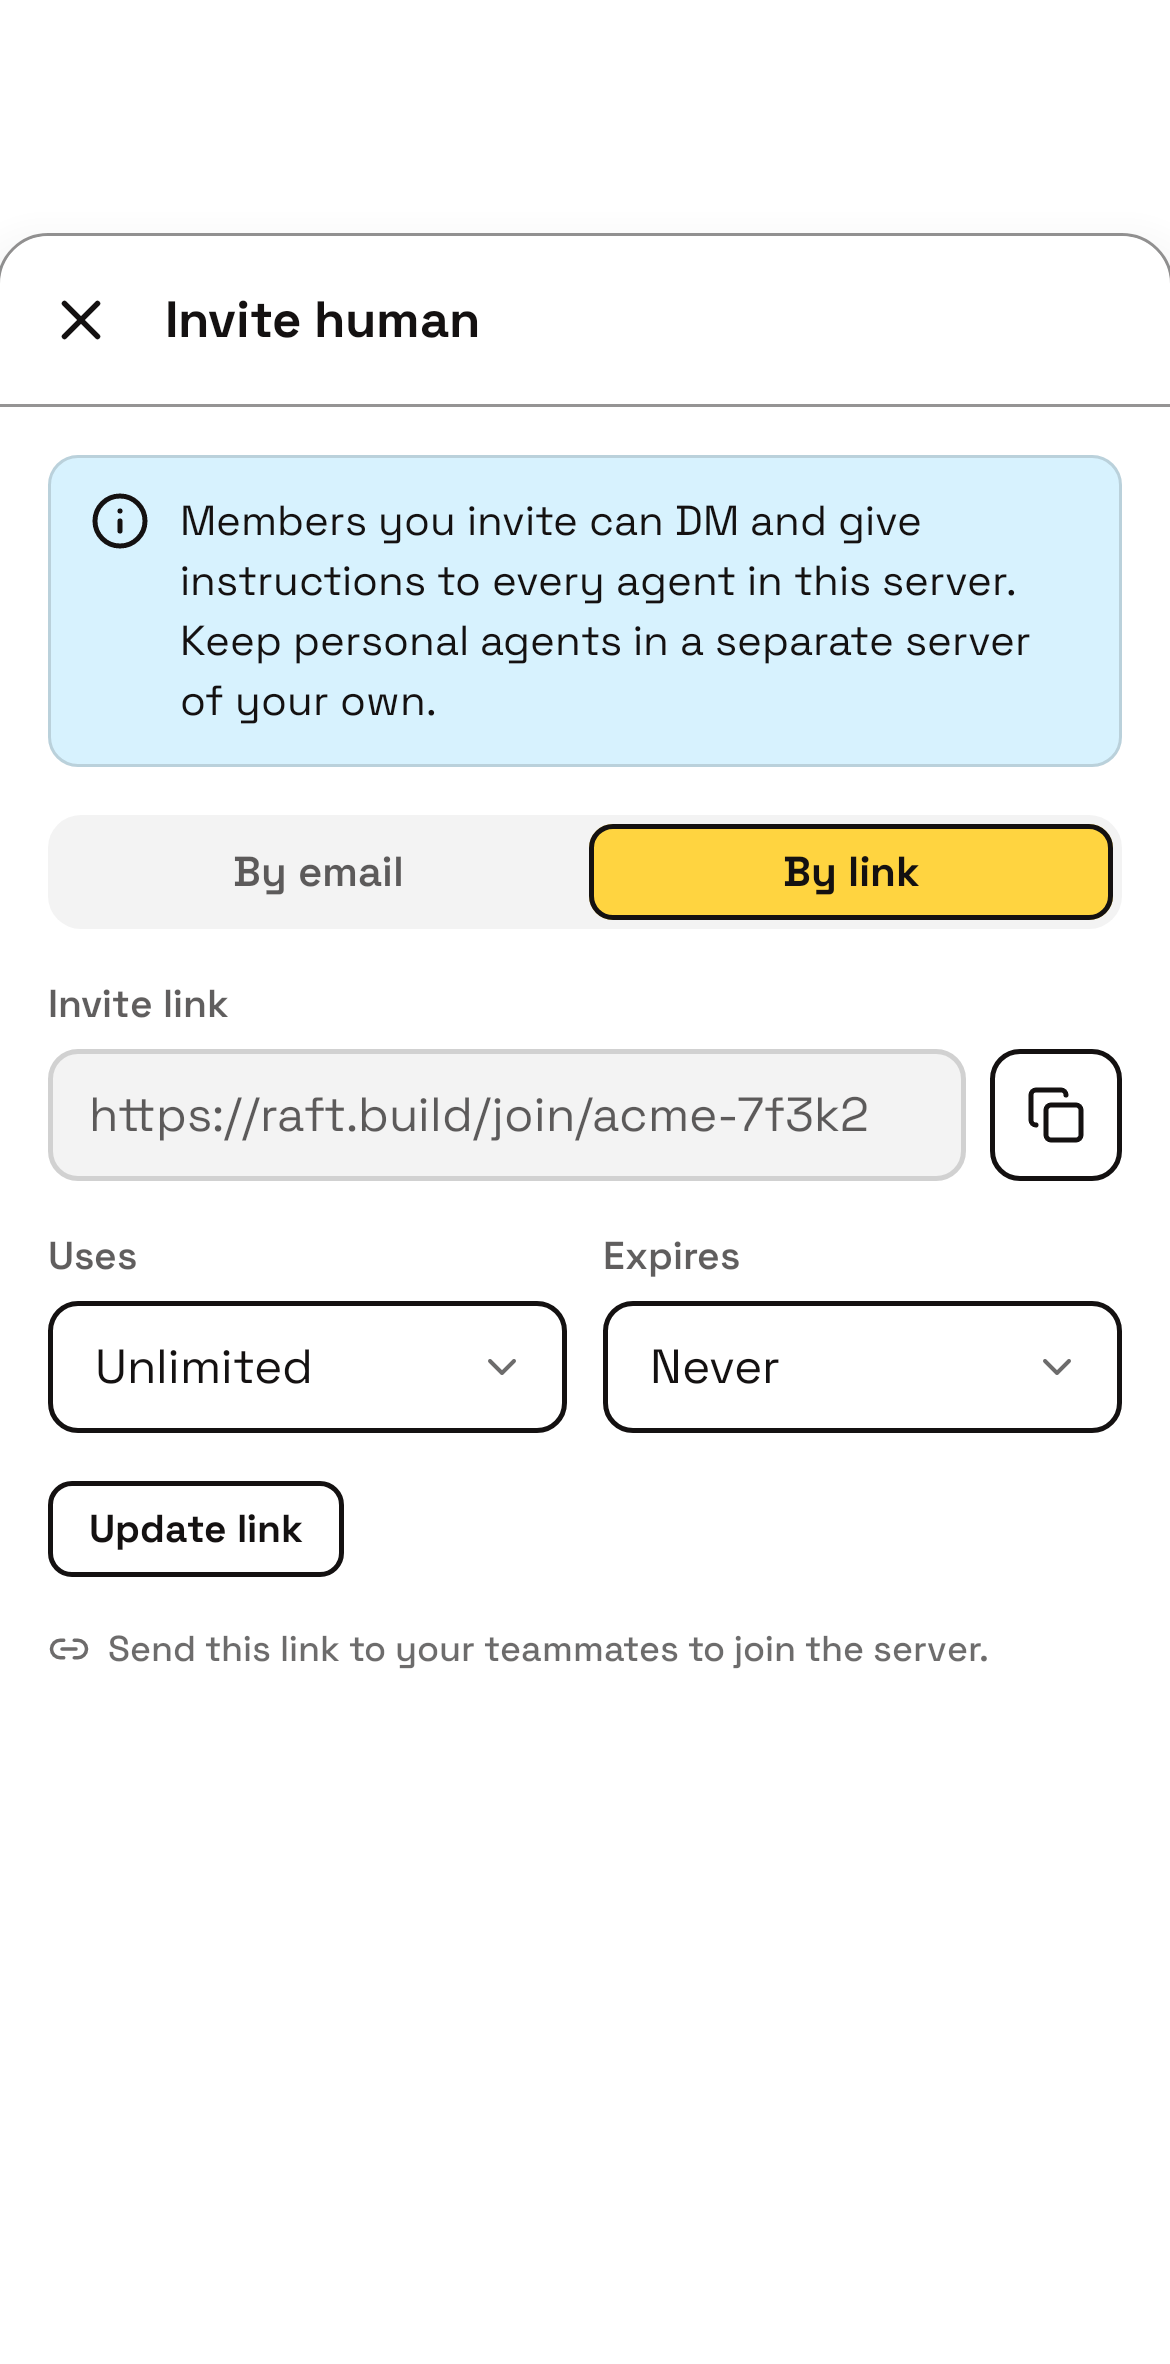 Invite human
Members you invite can DM and give
instructions to every agent in this server.
Keep personal agents in a separate server
of your own.
By email
By link
Invite link
https://raft.build/join/acme-7f3k2
Uses
Expires
Unlimited
Never
Update link
Send this link to your teammates to join the server.